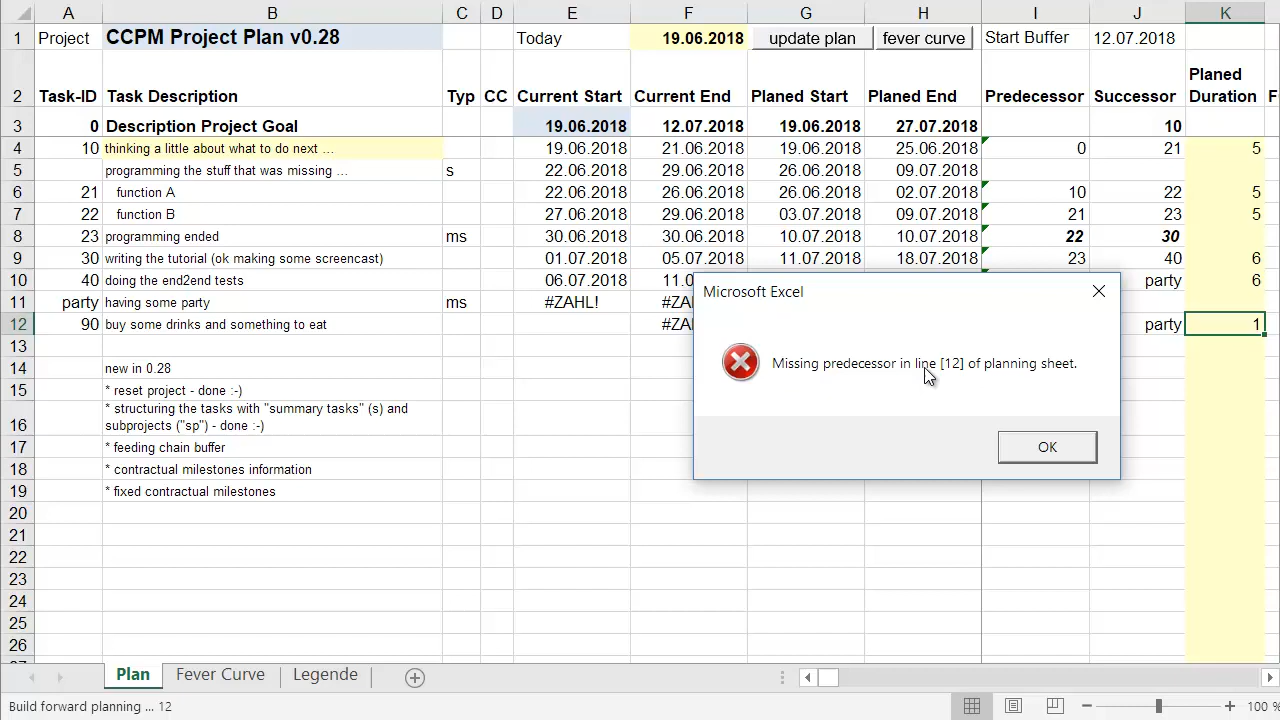 A B C D E F G H I J K
1 Project CCPM Project Plan v0.28 Today 19.06.2018 update plan fever curve Start Buffer 12.07.2018
2 Task-ID Task Description Typ CC Current Start Current End Planed Start Planed End Predecessor Successor Planed Duration F
3 0 Description Project Goal 19.06.2018 12.07.2018 19.06.2018 27.07.2018 10
4 10 thinking a little about what to do next ... 19.06.2018 21.06.2018 19.06.2018 25.06.2018 0 21 5
5 programming the stuff that was missing ... s 22.06.2018 29.06.2018 26.06.2018 09.07.2018
6 21 function A 22.06.2018 26.06.2018 26.06.2018 02.07.2018 10 22 5
7 22 function B 27.06.2018 29.06.2018 03.07.2018 09.07.2018 21 23 5
8 23 programming ended ms 30.06.2018 30.06.2018 10.07.2018 10.07.2018 22 30
9 30 writing the tutorial (ok making some screencast) 01.07.2018 05.07.2018 11.07.2018 18.07.2018 23 40 6
10 40 doing the end2end tests 06.07.2018 11.0 party 6
11 party having some party ms #ZAHL! #ZA
12 90 buy some drinks and something to eat #ZA party 1
13
14 new in 0.28
15 * reset project - done :-)
16 * structuring the tasks with "summary tasks" (s) and
subprojects ("sp") - done :-)
17 * feeding chain buffer
18 * contractual milestones information
19 * fixed contractual milestones
20
21
22
23
24
25
26
Microsoft Excel
Missing predecessor in line [12] of planning sheet.
OK
Plan Fever Curve Legende
Build forward planning ... 12 100 %